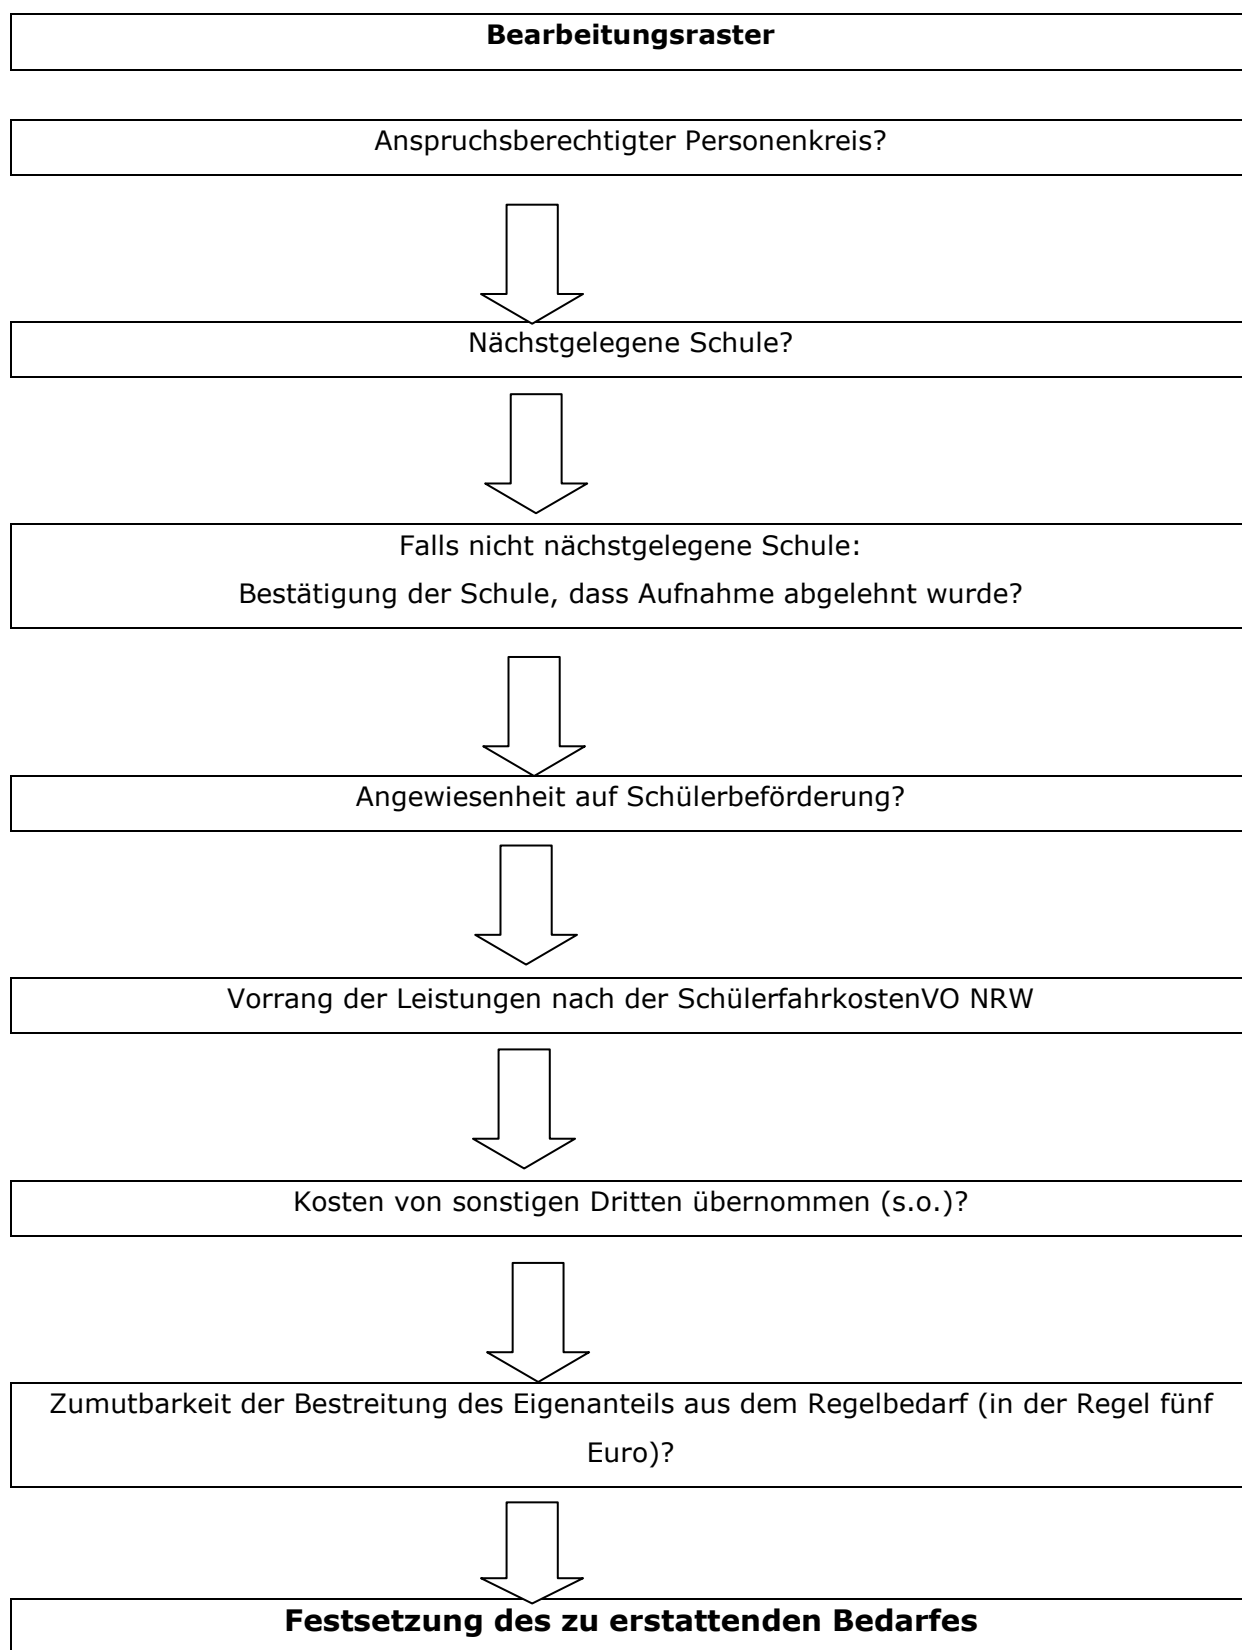 Bearbeitungsraster
Anspruchsberechtigter Personenkreis?
Nächstgelegene Schule?
Falls nicht nächstgelegene Schule:
Bestätigung der Schule, dass Aufnahme abgelehnt wurde?
Angewiesenheit auf Schülerbeförderung?
Vorrang der Leistungen nach der SchülerfahrkostenVO NRW
Kosten von sonstigen Dritten übernommen (s.o.)?
Zumutbarkeit der Bestreitung des Eigenanteils aus dem Regelbedarf (in der Regel fünf
Euro)?
Festsetzung des zu erstattenden Bedarfes